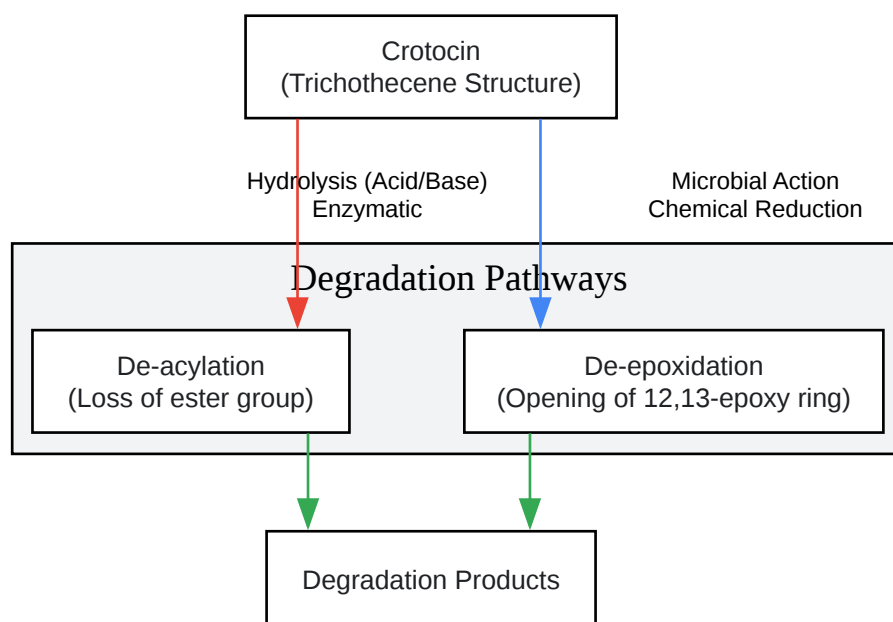 Crotocin
(Trichothecene Structure)
Hydrolysis (Acid/Base)
Enzymatic
Microbial Action
Chemical Reduction
Degradation Pathways
De-acylation
(Loss of ester group)
De-epoxidation
(Opening of 12,13-epoxy ring)
Degradation Products